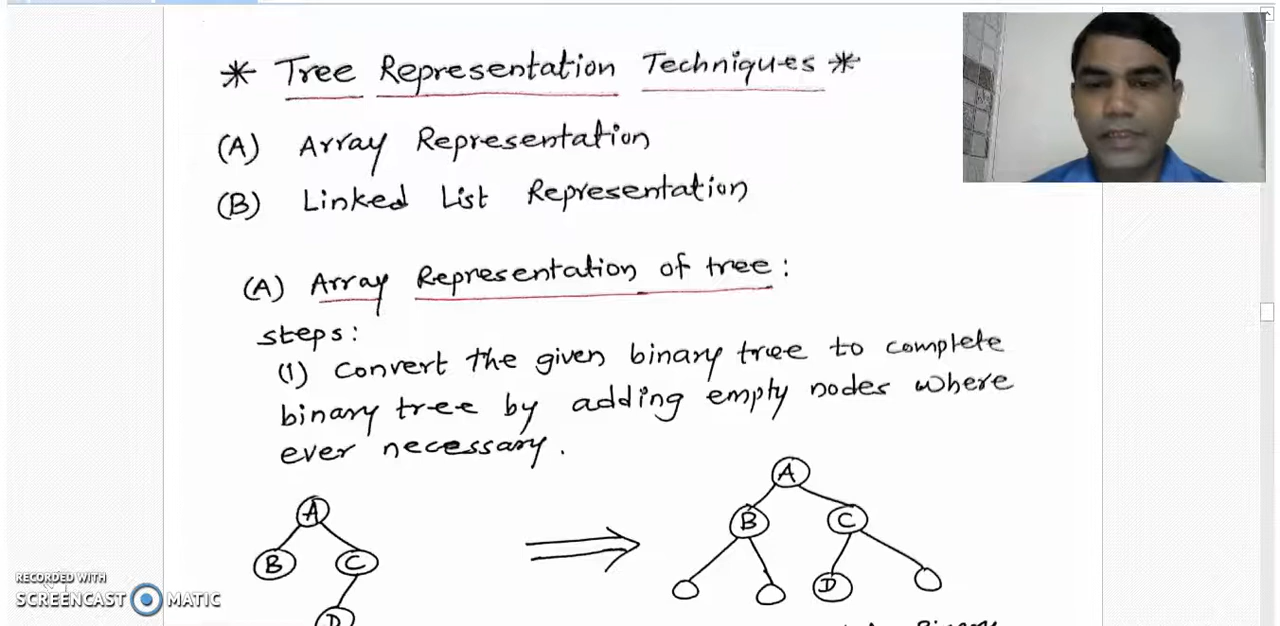 * Tree Representation Techniques *
(A) Array Representation
(B) Linked List Representation
(A) Array Representation of tree:
steps:
(1) Convert the given binary tree to complete
binary tree by adding empty nodes where
ever necessary.
A
B C
D
A
B C
D
Binary
RECORDED WITH
SCREENCAST MATIC